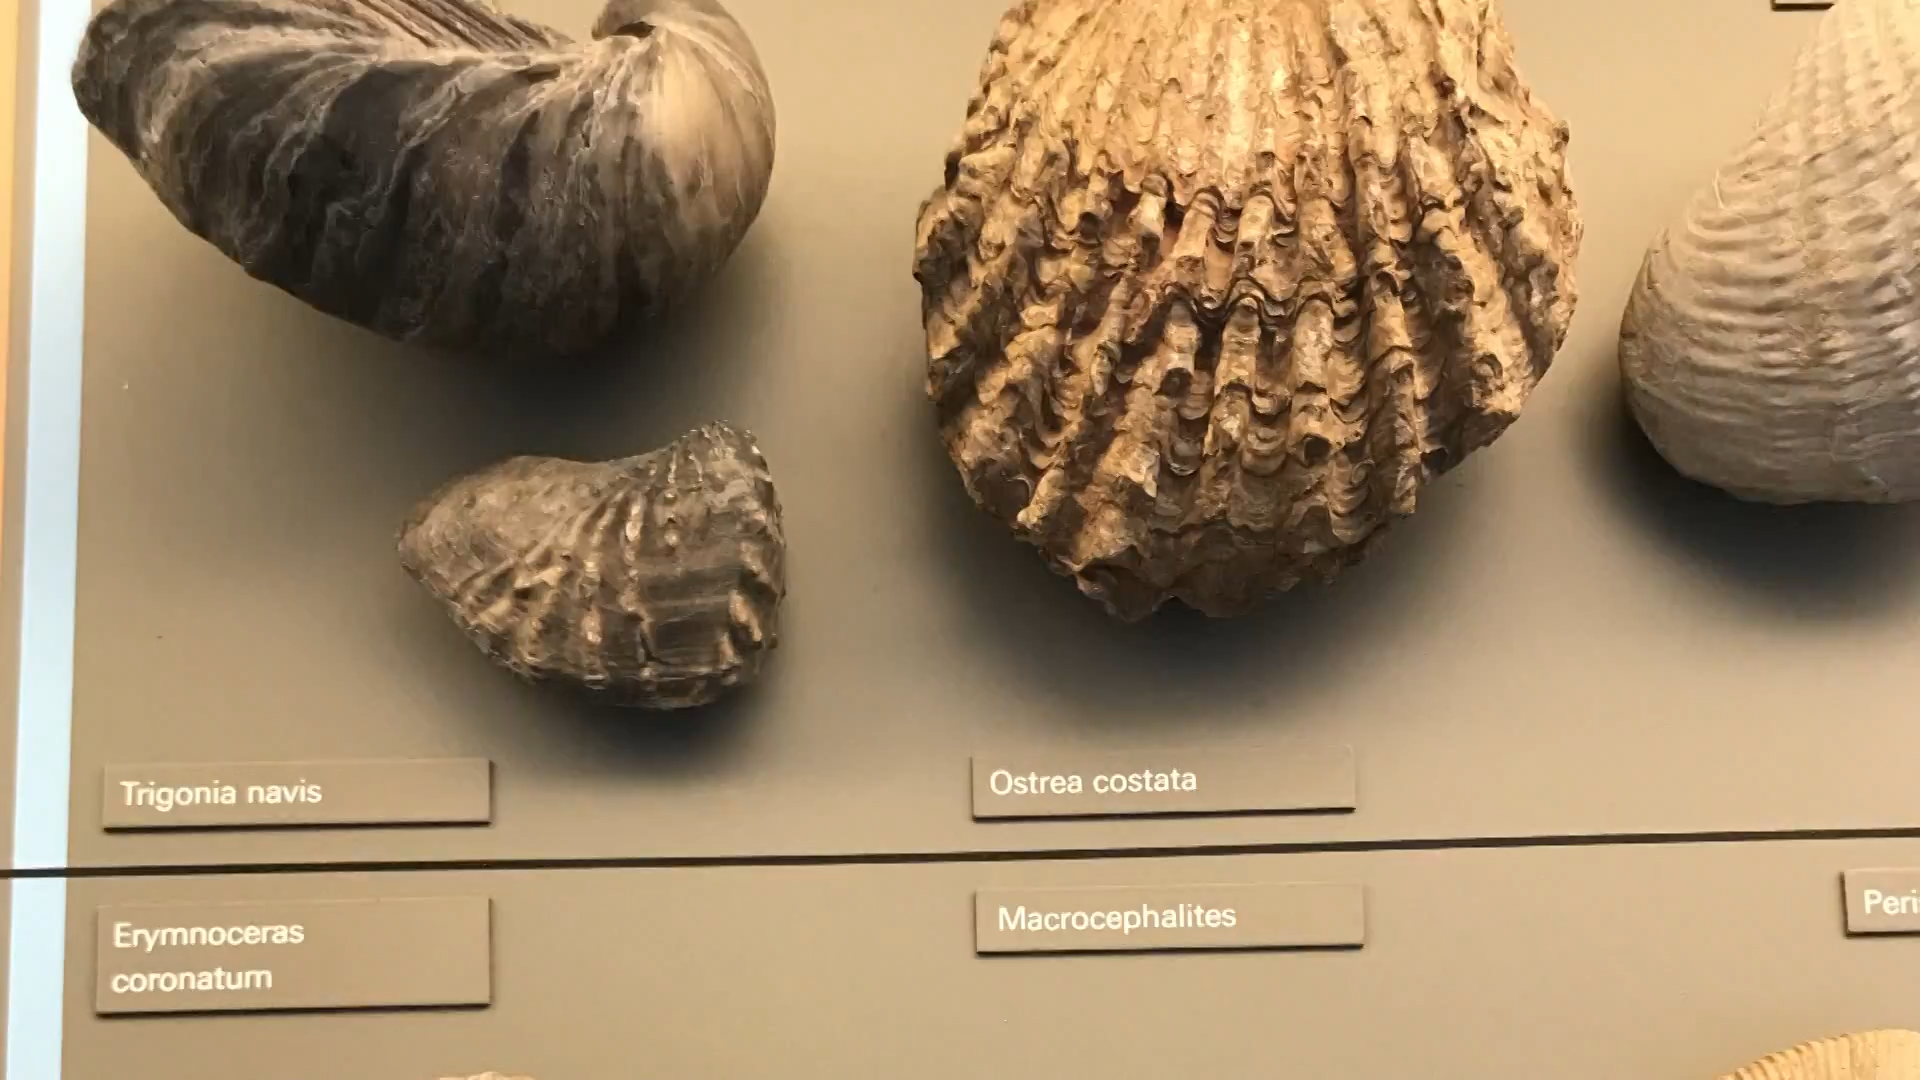 Trigonia navis
Ostrea costata
Erymnoceras
coronatum
Macrocephalites